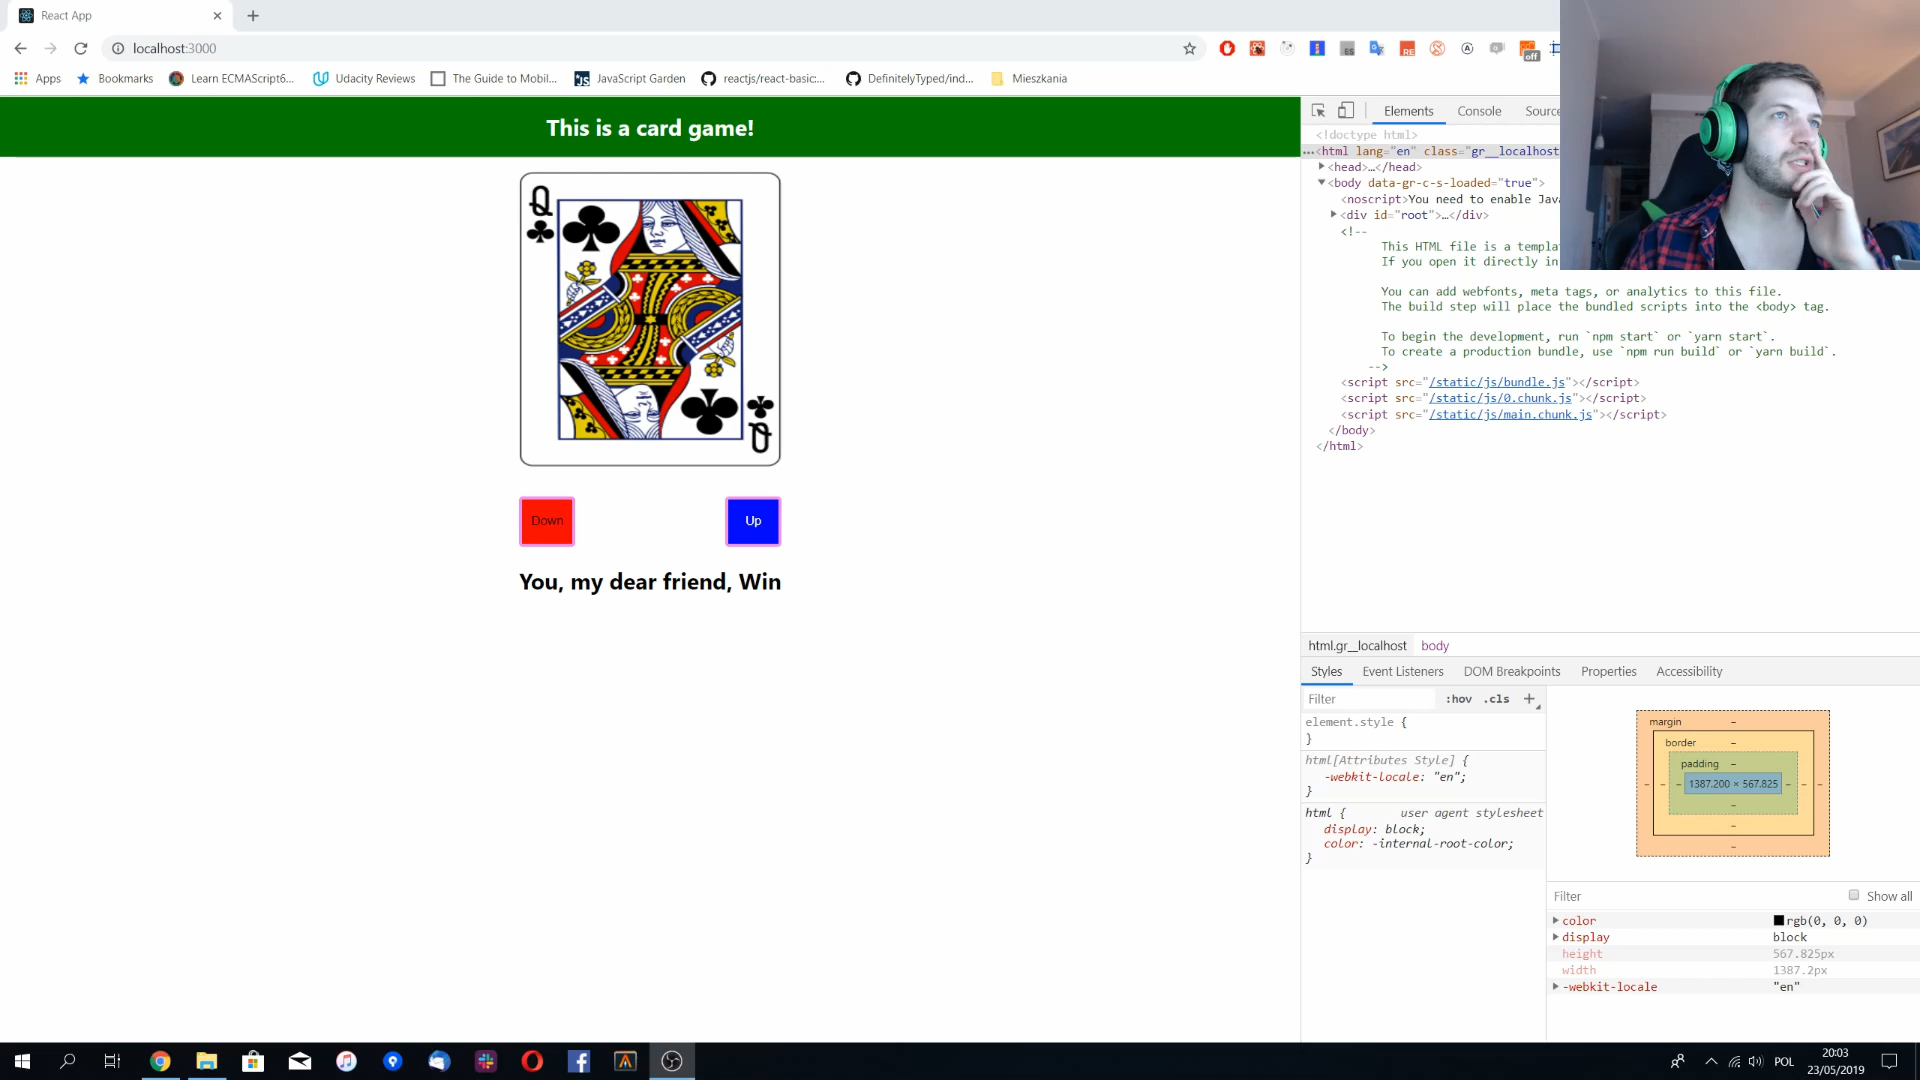 React App
localhost:3000
Apps
Bookmarks
Learn ECMAScript6...
Udacity Reviews
The Guide to Mobil...
JavaScript Garden
reactjs/react-basic:...
DefinitelyTyped/ind...
Mieszkania
ES
RE
off
This is a card game!
Q
Q
Down
Up
You, my dear friend, Win
Elements
Console
Source
<!doctype html>
...<html lang="en" class="gr__localhost
<head>…</head>
<body data-gr-c-s-loaded="true">
<noscript>You need to enable Java
<div id="root">…</div>
<!--
This HTML file is a templa
If you open it directly in
You can add webfonts, meta tags, or analytics to this file.
The build step will place the bundled scripts into the <body> tag.
To begin the development, run `npm start` or `yarn start`.
To create a production bundle, use `npm run build` or `yarn build`.
-->
<script src="/static/js/bundle.js"></script>
<script src="/static/js/0.chunk.js"></script>
<script src="/static/js/main.chunk.js"></script>
</body>
</html>
html.gr__localhost body
Styles Event Listeners DOM Breakpoints Properties Accessibility
Filter :hov .cls +
element.style {
}
html[Attributes Style] {
-webkit-locale: "en";
}
html { user agent stylesheet
display: block;
color: -internal-root-color;
}
margin –
border –
padding –
1387.200 × 567.825
Filter Show all
color rgb(0, 0, 0)
display block
height 567.825px
width 1387.2px
-webkit-locale "en"
POL
20:03
23/05/2019